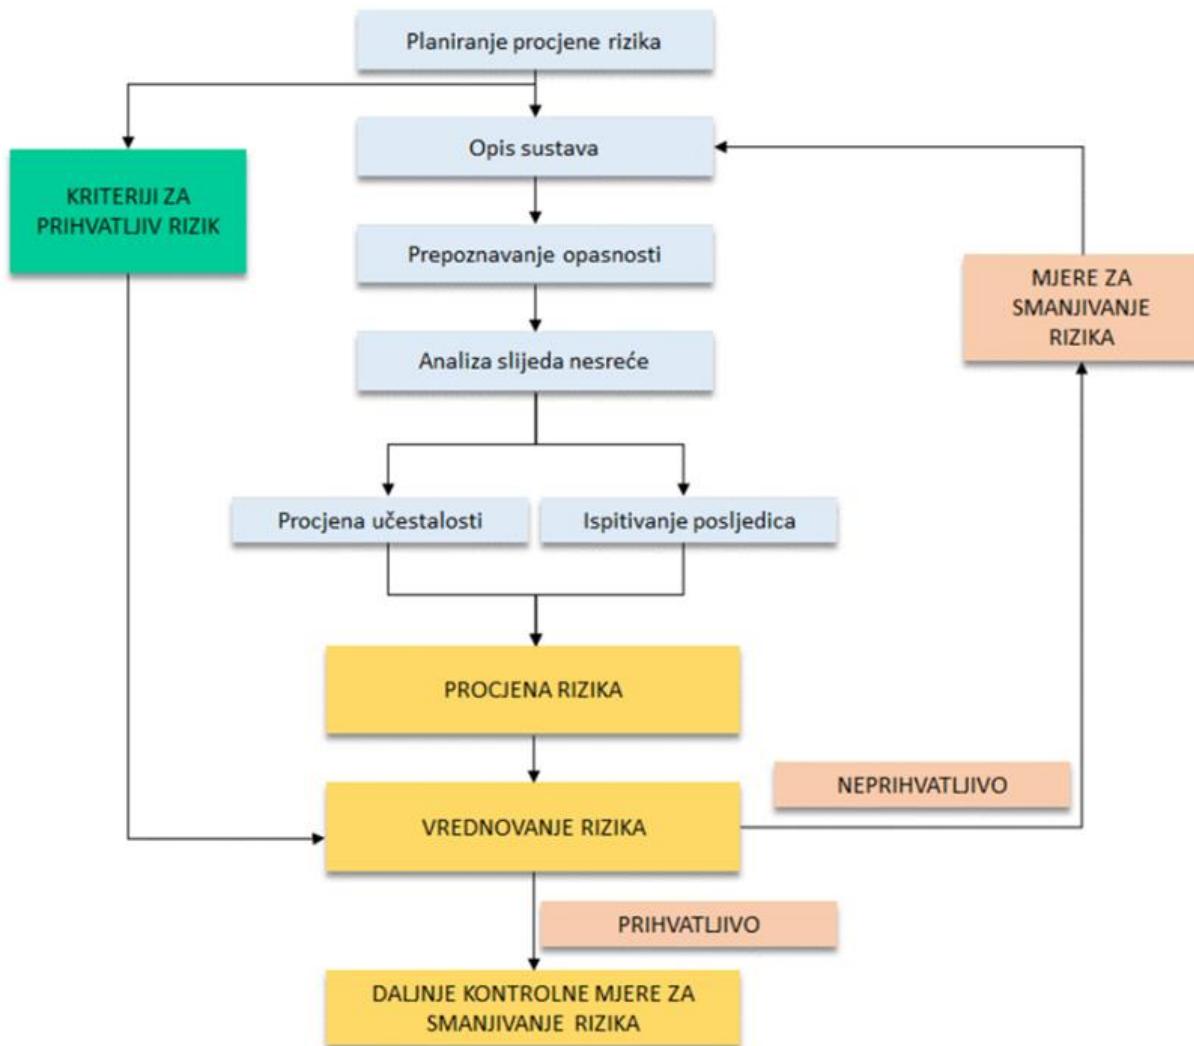 Planiranje procjene rizika
Opis sustava
KRITERIJI ZA
PRIHVATLJIV RIZIK
Prepoznavanje opasnosti
MJERE ZA
SMANJIVANJE
RIZIKA
Analiza slijeda nesreće
Procjena učestalosti
Ispitivanje posljedica
PROCJENA RIZIKA
NEPRIHVATLJIVO
VREDNOVANJE RIZIKA
PRIHVATLJIVO
DALJNJE KONTROLNE MJERE ZA
SMANJIVANJE RIZIKA